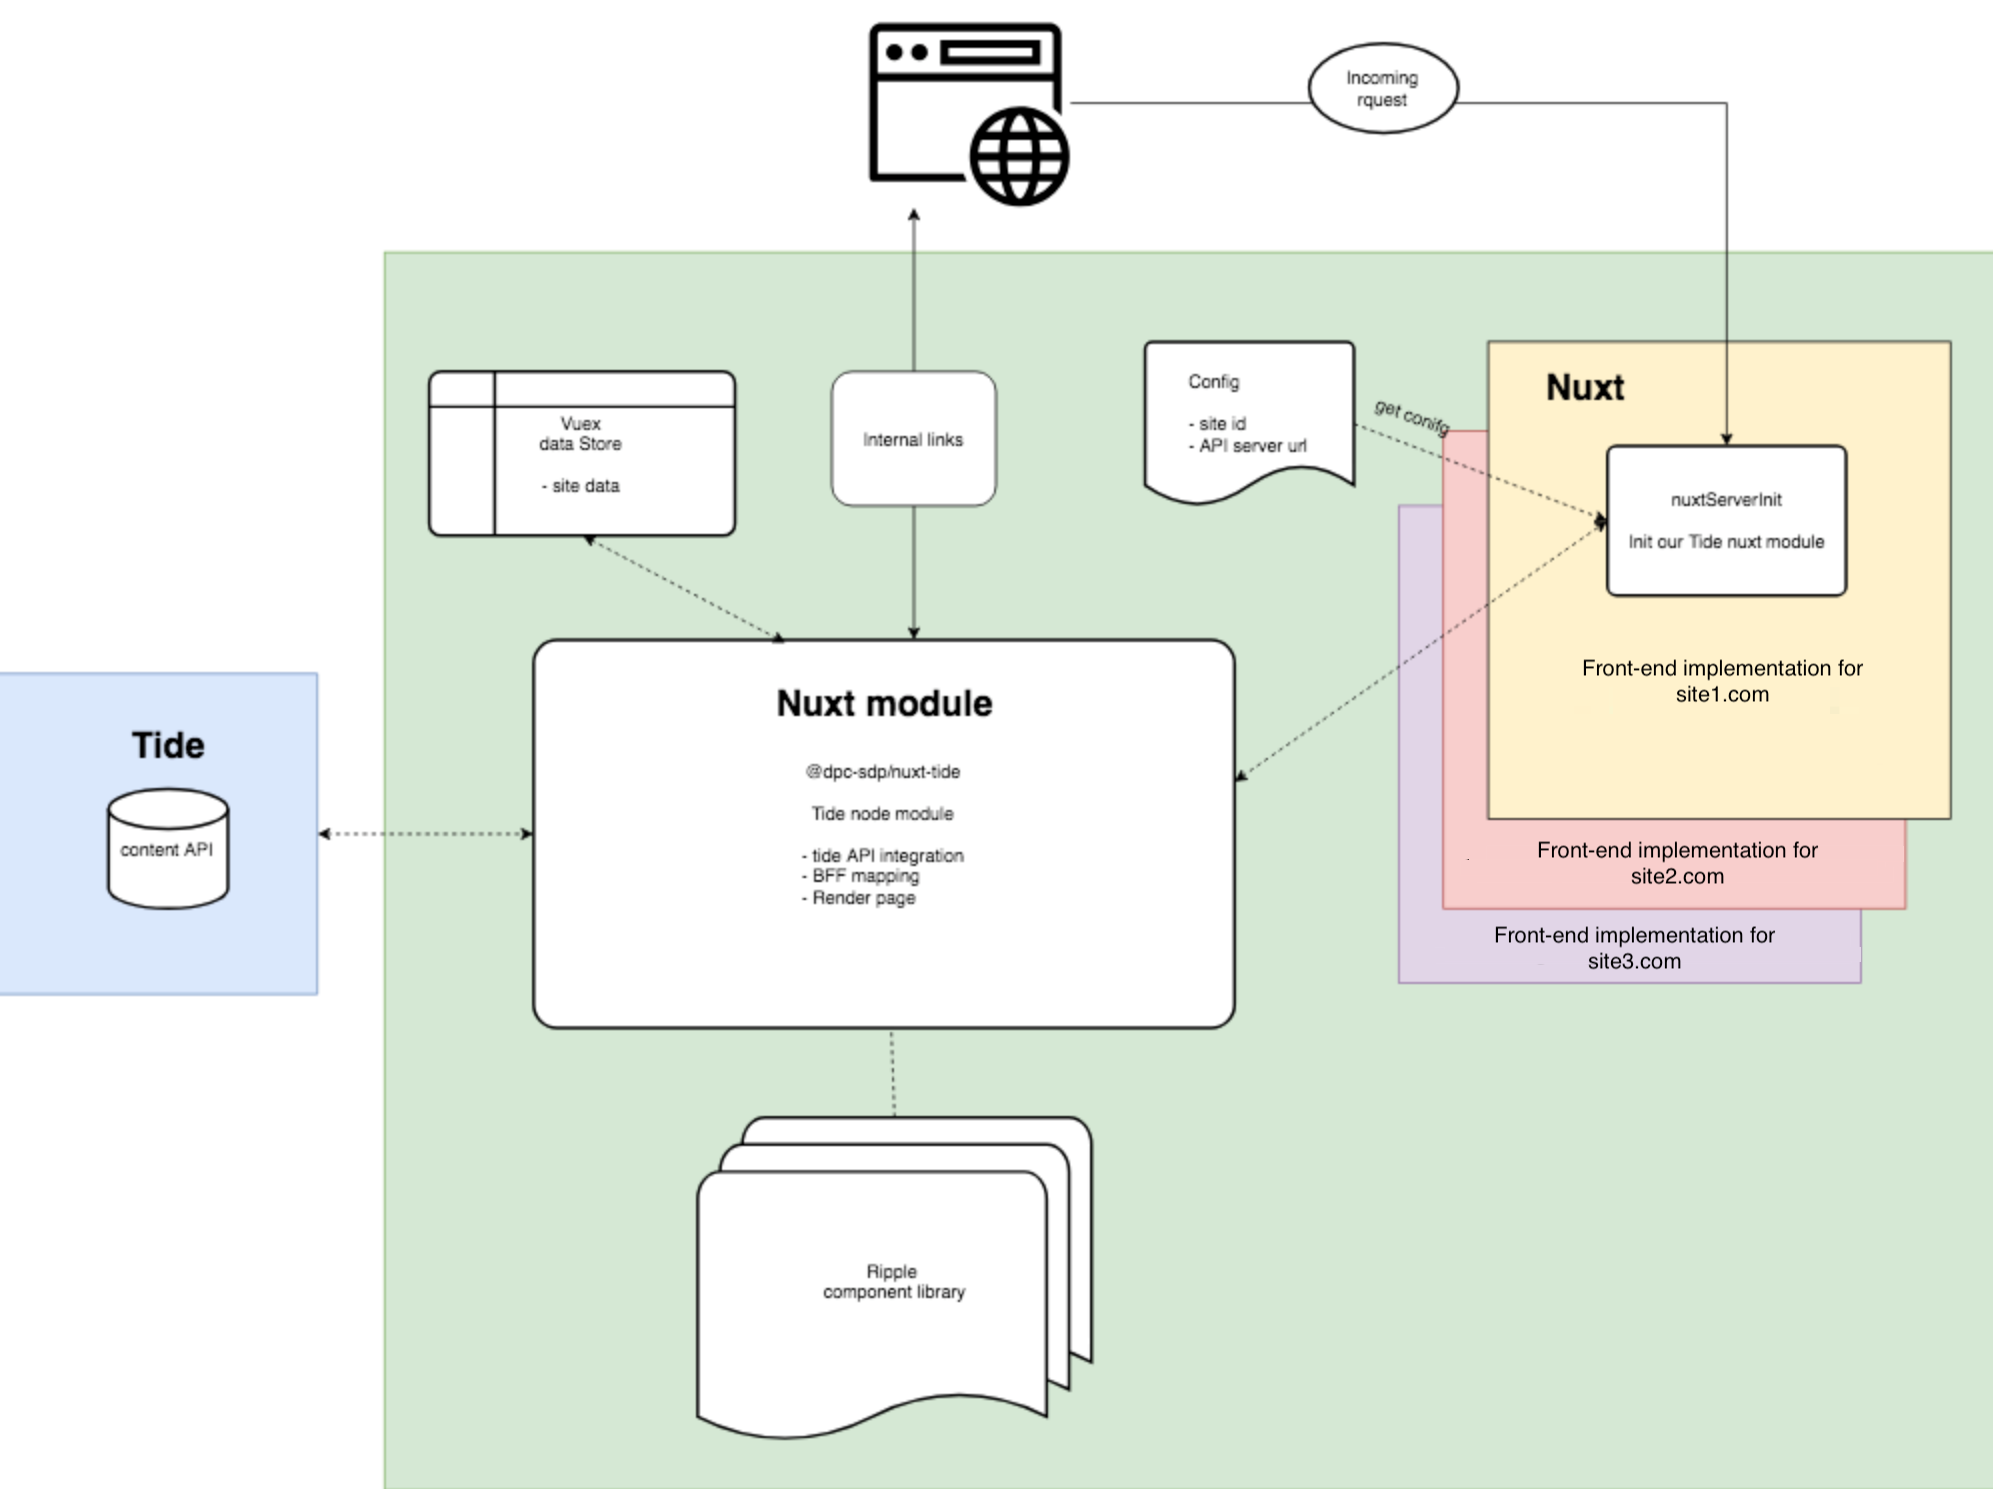 Incoming
rquest
Vuex
data Store
- site data
Internal links
Config
- site id
- API server url
get conifg
Nuxt
nuxtServerInit
Init our Tide nuxt module
Front-end implementation for
site1.com
Front-end implementation for
site2.com
Front-end implementation for
site3.com
Tide
content API
Nuxt module
@dpc-sdp/nuxt-tide
Tide node module
- tide API integration
- BFF mapping
- Render page
Ripple
component library